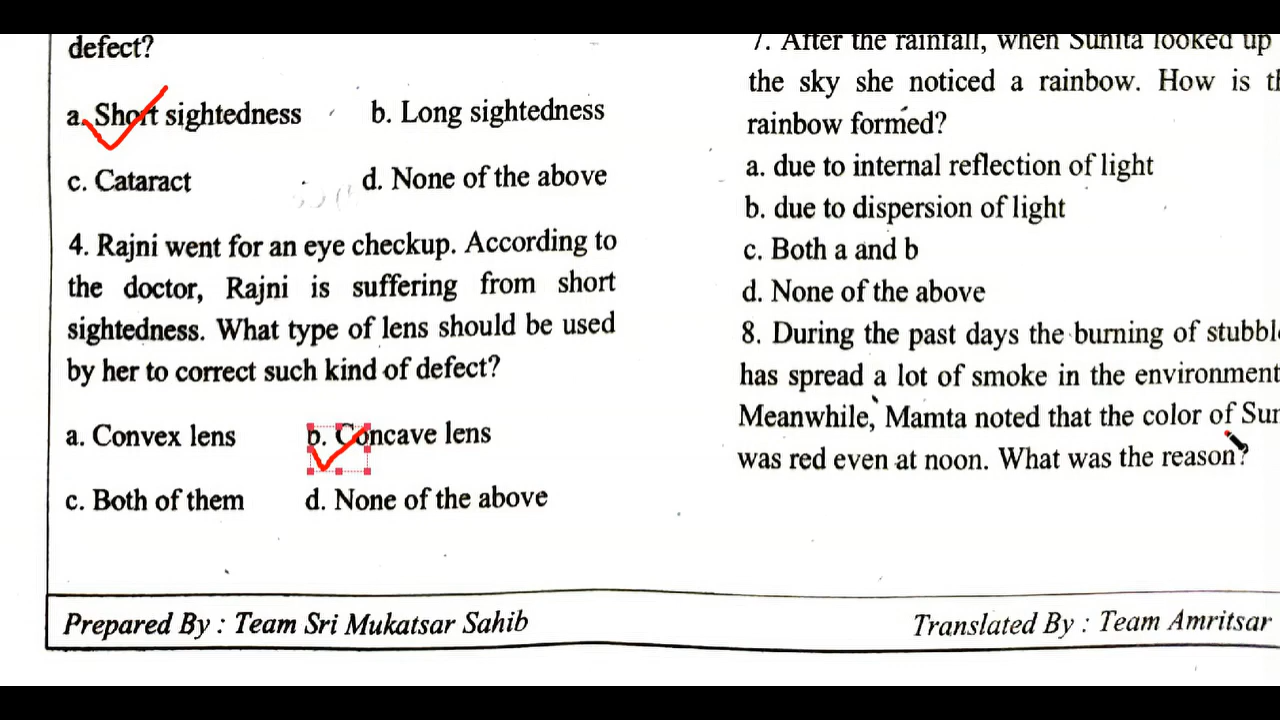 defect?
a. Short sightedness b. Long sightedness
c. Cataract d. None of the above
4. Rajni went for an eye checkup. According to
the doctor, Rajni is suffering from short
sightedness. What type of lens should be used
by her to correct such kind of defect?
a. Convex lens b. Concave lens
c. Both of them d. None of the above
7. After the rainfall, when Sunita looked up
the sky she noticed a rainbow. How is
rainbow formed?
a. due to internal reflection of light
b. due to dispersion of light
c. Both a and b
d. None of the above
8. During the past days the burning of
has spread a lot of smoke in the environment
Meanwhile, Mamta noted that the color of Sun
was red even at noon. What was the reason?
Prepared By : Team Sri Mukatsar Sahib
Translated By : Team Amritsar